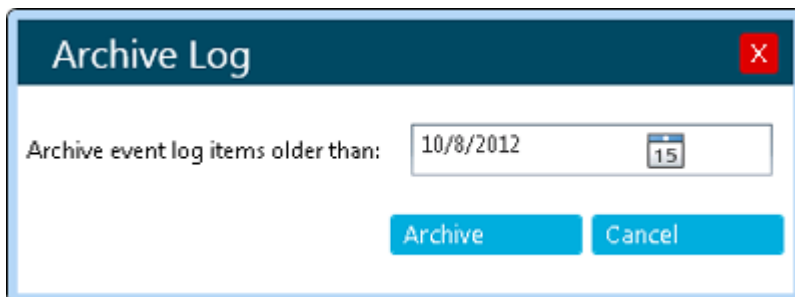 Archive Log
X
Archive event log items older than:
10/8/2012
15
Archive
Cancel